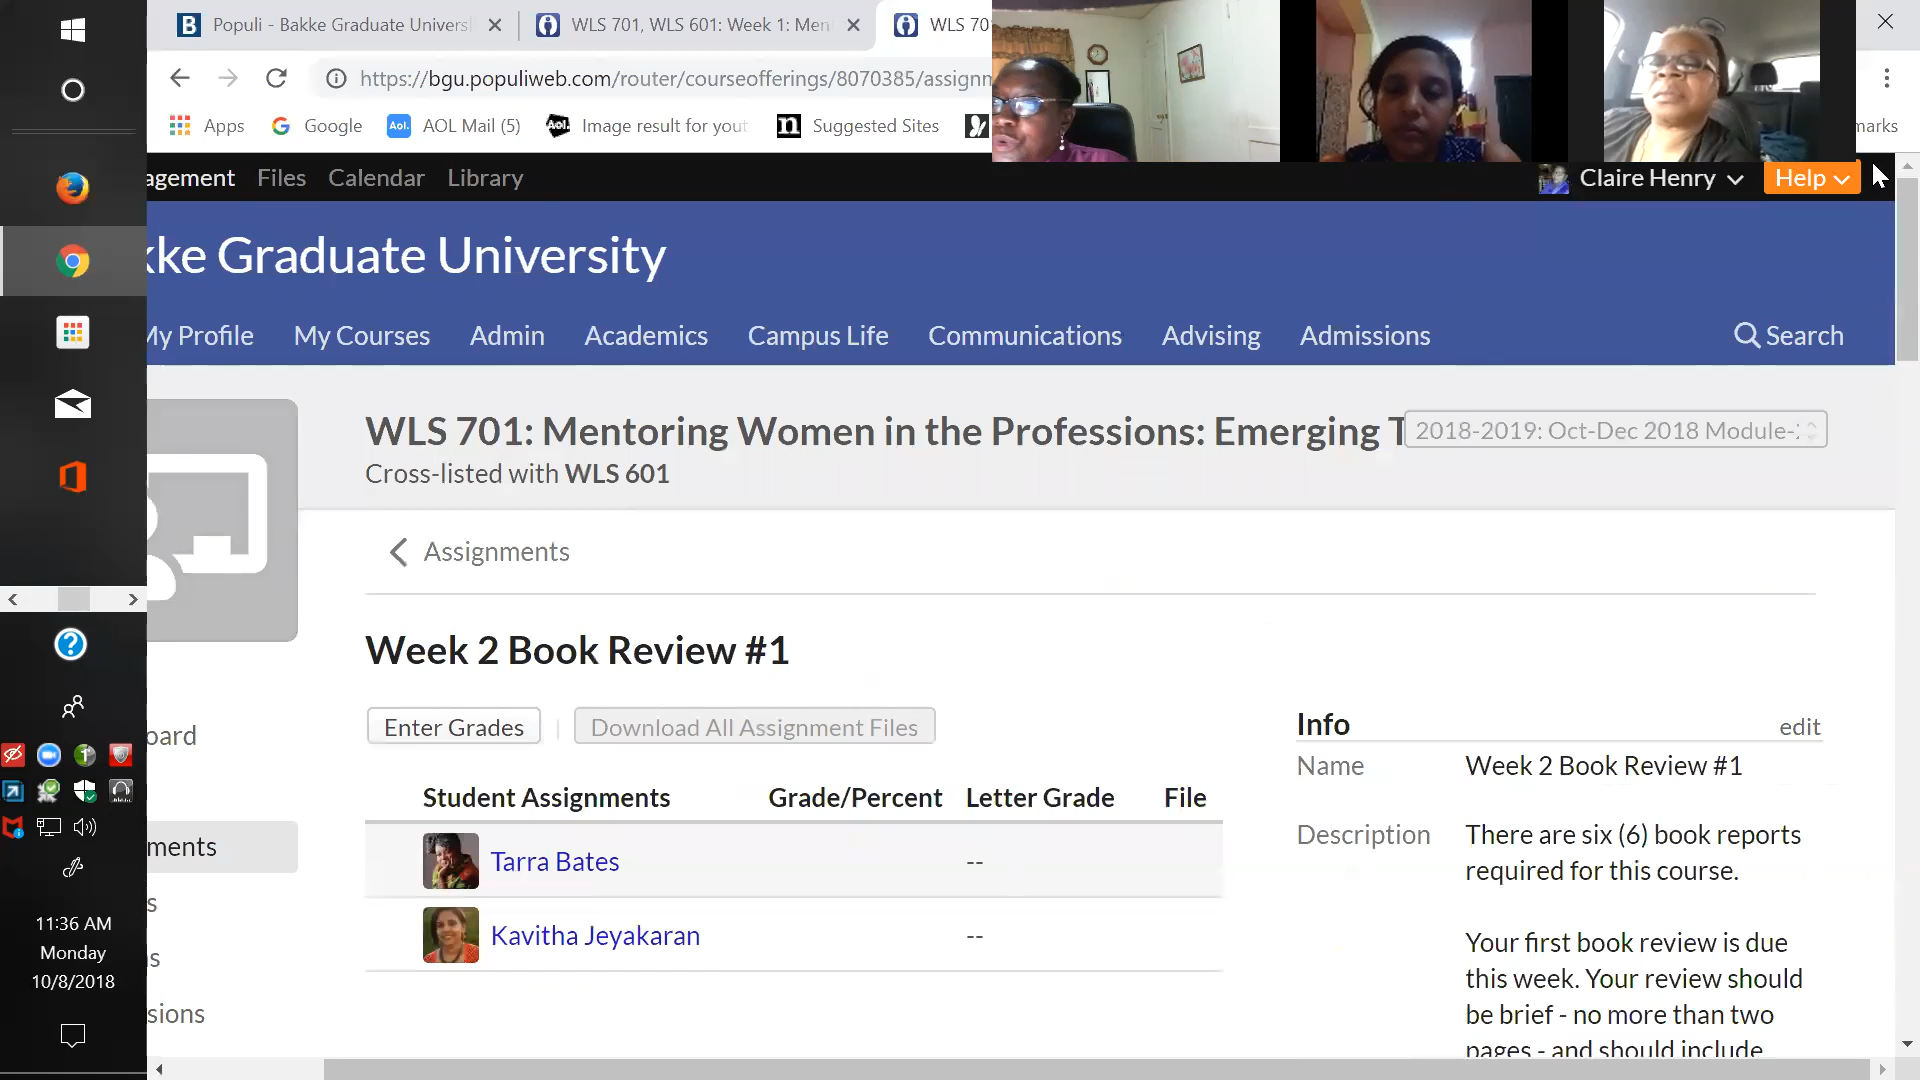 Populi - Bakke Graduate Universi
WLS 701, WLS 601: Week 1: Men
WLS 70
https://bgu.populiweb.com/router/courseofferings/8070385/assignm
Apps
Google
Aol.
AOL Mail (5)
Aol.
Image result for yout
n
Suggested Sites
marks
agement
Files
Calendar
Library
Claire Henry
Help
kke Graduate University
My Profile
My Courses
Admin
Academics
Campus Life
Communications
Advising
Admissions
Search
WLS 701: Mentoring Women in the Professions: Emerging T
2018-2019: Oct-Dec 2018 Module-
Cross-listed with WLS 601
Assignments
Week 2 Book Review #1
Enter Grades
Download All Assignment Files
Info
edit
Name
Week 2 Book Review #1
Student Assignments
Grade/Percent
Letter Grade
File
Description
There are six (6) book reports
required for this course.
Tarra Bates
--
Kavitha Jeyakaran
--
Your first book review is due
this week. Your review should
be brief - no more than two
pages - and should include
oard
ments
s
s
sions
11:36 AM
Monday
10/8/2018